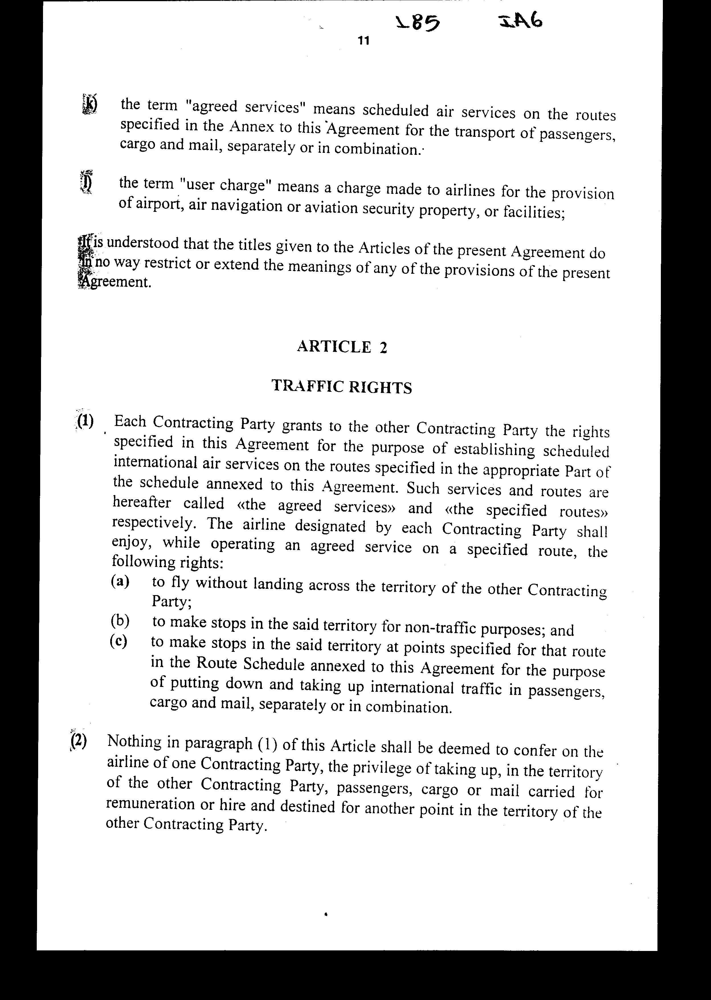 185 IA6
11
k) the term "agreed services" means scheduled air services on the routes
specified in the Annex to this Agreement for the transport of passengers,
cargo and mail, separately or in combination.
l) the term "user charge" means a charge made to airlines for the provision
of airport, air navigation or aviation security property, or facilities;
It is understood that the titles given to the Articles of the present Agreement do
in no way restrict or extend the meanings of any of the provisions of the present
Agreement.
ARTICLE 2
TRAFFIC RIGHTS
(1) Each Contracting Party grants to the other Contracting Party the rights
specified in this Agreement for the purpose of establishing scheduled
international air services on the routes specified in the appropriate Part of
the schedule annexed to this Agreement. Such services and routes are
hereafter called «the agreed services» and «the specified routes»
respectively. The airline designated by each Contracting Party shall
enjoy, while operating an agreed service on a specified route, the
following rights:
(a) to fly without landing across the territory of the other Contracting
Party;
(b) to make stops in the said territory for non-traffic purposes; and
(c) to make stops in the said territory at points specified for that route
in the Route Schedule annexed to this Agreement for the purpose
of putting down and taking up international traffic in passengers,
cargo and mail, separately or in combination.
(2) Nothing in paragraph (1) of this Article shall be deemed to confer on the
airline of one Contracting Party, the privilege of taking up, in the territory
of the other Contracting Party, passengers, cargo or mail carried for
remuneration or hire and destined for another point in the territory of the
other Contracting Party.